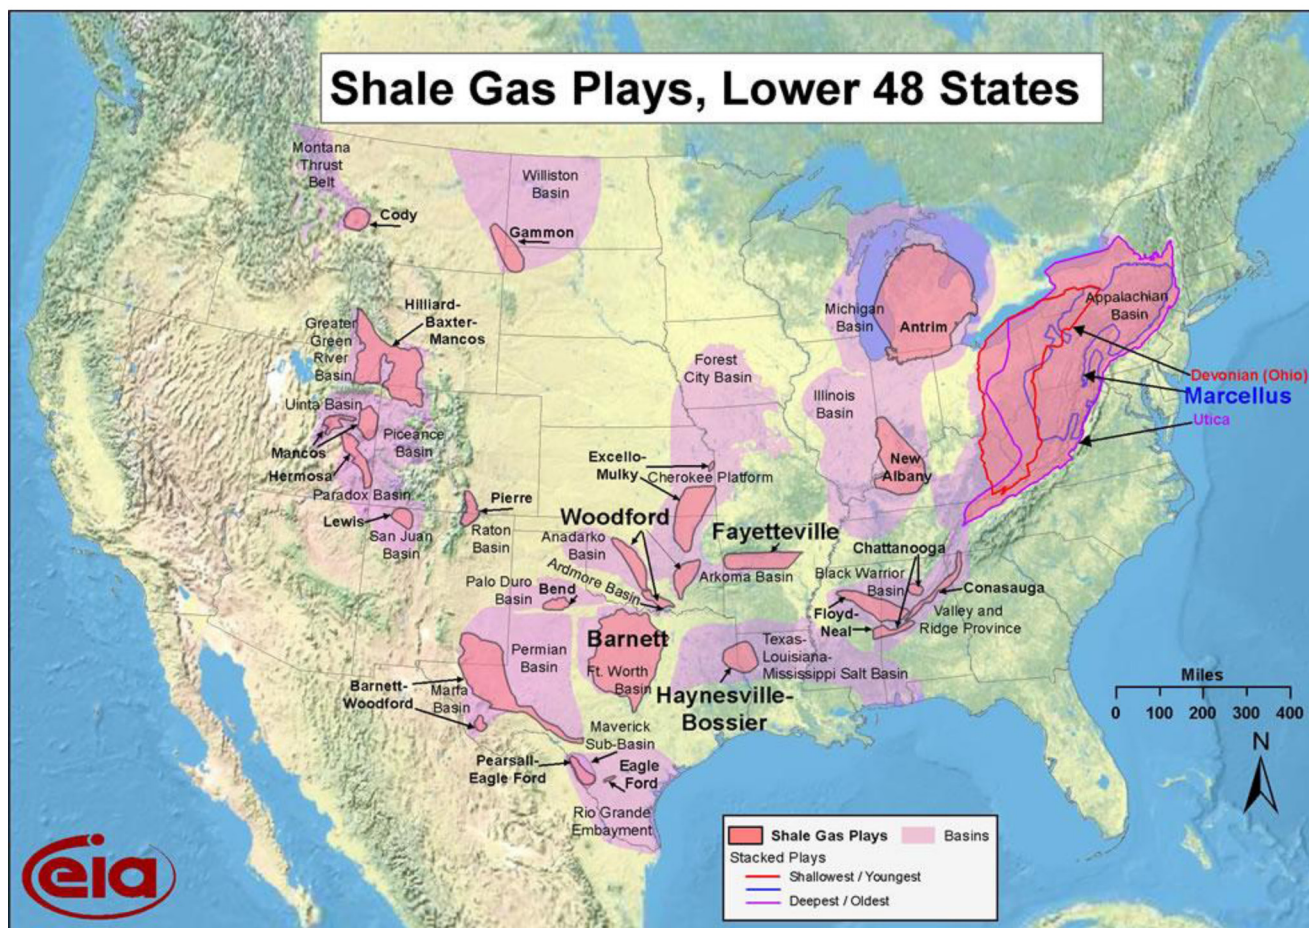 Shale Gas Plays, Lower 48 States
Montana
Thrust
Belt
Cody
Williston
Basin
Gammon
Hilliard-
Baxter-
Mancos
Greater
Green
River
Basin
Uinta Basin
Mancos
Piceance
Basin
Hermosa
Paradox Basin
Lewis
San Juan
Basin
Pierre
Raton
Basin
Michigan
Basin
Antrim
Forest
City Basin
Illinois
Basin
New
Albany
Appalachian
Basin
Devonian (Ohio)
Marcellus
Utica
Excello-
Mulky
Cherokee Platform
Woodford
Anadarko
Basin
Ardmore Basin
Fayetteville
Arkoma Basin
Chattanooga
Black Warrior
Basin
Conasauga
Floyd-
Neal
Valley and
Ridge Province
Palo Duro
Basin
Bend
Barnett
Ft. Worth
Basin
Permian
Basin
Barnett-
Woodford
Marfa
Basin
Texas-
Louisiana-
Mississippi Salt Basin
Haynesville-
Bossier
Maverick
Sub-Basin
Pearsall-
Eagle Ford
Eagle
Ford
Rio Grande
Embayment
Miles
0 100 200 300 400
N
Shale Gas Plays
Basins
Stacked Plays
Shallowest / Youngest
Deepest / Oldest
eia